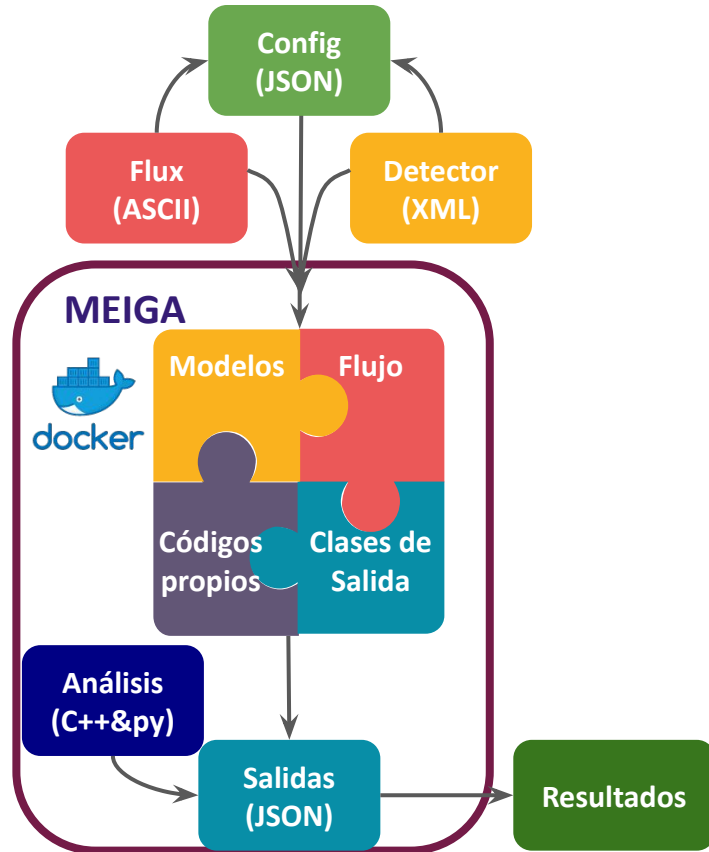 Config
(JSON)
Flux
(ASCII)
Detector
(XML)
MEIGA
docker
Modelos
Flujo
Códigos
propios
Clases de
Salida
Análisis
(C++&py)
Salidas
(JSON)
Resultados